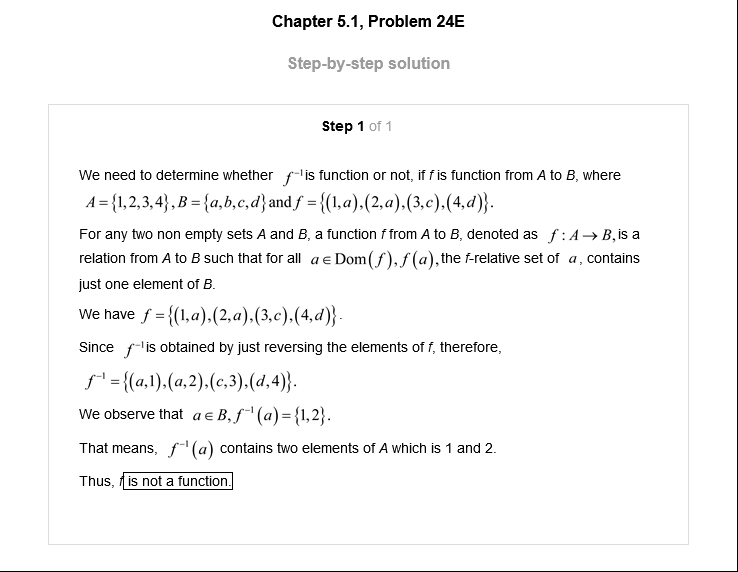 Chapter 5.1, Problem 24E
Step-by-step solution
Step 1 of 1
We need to determine whether f⁻¹ is function or not, if f is function from A to B, where
A = {1,2,3,4}, B = {a,b,c,d} and f = {(1,a),(2,a),(3,c),(4,d)}.
For any two non empty sets A and B, a function f from A to B, denoted as f : A → B, is a
relation from A to B such that for all a ∈ Dom(f), f(a), the f-relative set of a, contains
just one element of B.
We have f = {(1,a),(2,a),(3,c),(4,d)}.
Since f⁻¹ is obtained by just reversing the elements of f, therefore,
f⁻¹ = {(a,1),(a,2),(c,3),(d,4)}.
We observe that a ∈ B, f⁻¹(a) = {1,2}.
That means, f⁻¹(a) contains two elements of A which is 1 and 2.
Thus, f is not a function.